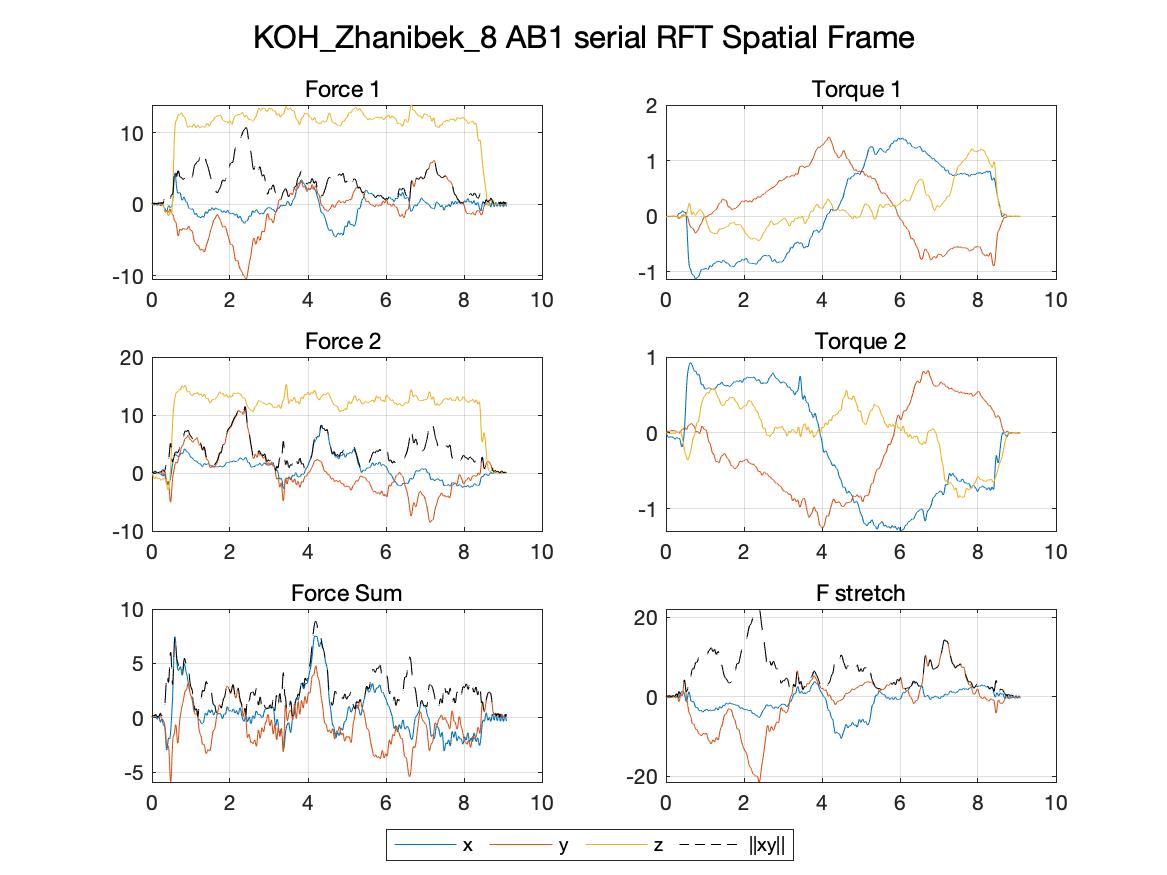 KOH_Zhanibek_8 AB1 serial RFT Spatial Frame
Force 1
10
0
-10
0 2 4 6 8 10
Torque 1
2
1
0
-1
0 2 4 6 8 10
Force 2
20
10
0
-10
0 2 4 6 8 10
Torque 2
1
0
-1
0 2 4 6 8 10
Force Sum
10
5
0
-5
0 2 4 6 8 10
F stretch
20
0
-20
0 2 4 6 8 10
x y z ||xy||